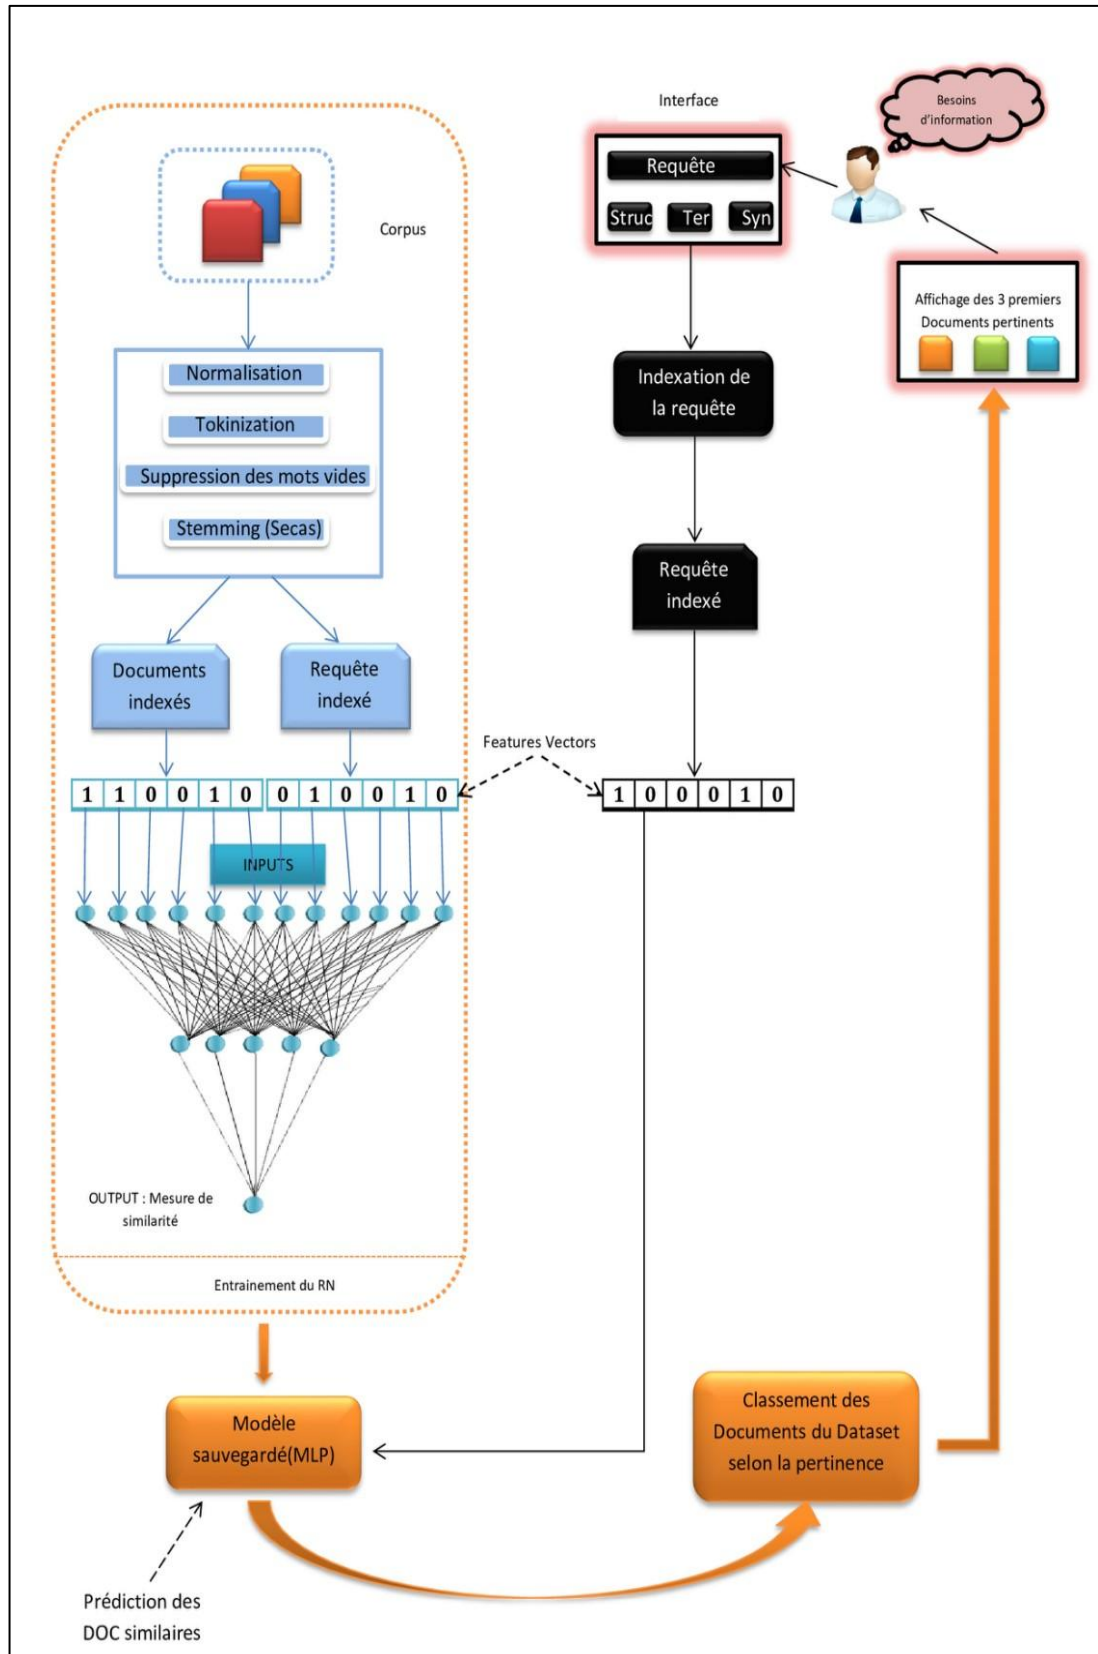 Interface
Besoins
d'information
Requête
Struc Ter Syn
Corpus
Affichage des 3 premiers
Documents pertinents
Normalisation
Tokinization
Suppression des mots vides
Stemming (Secas)
Indexation de
la requête
Requête
indexé
Documents
indexés
Requête
indexé
Features Vectors
1 1 0 0 1 0 0 1 0 0 1 0
1 0 0 0 1 0
INPUTS
OUTPUT : Mesure de
similarité
Entrainement du RN
Modèle
sauvegardé(MLP)
Classement des
Documents du Dataset
selon la pertinence
Prédiction des
DOC similaires